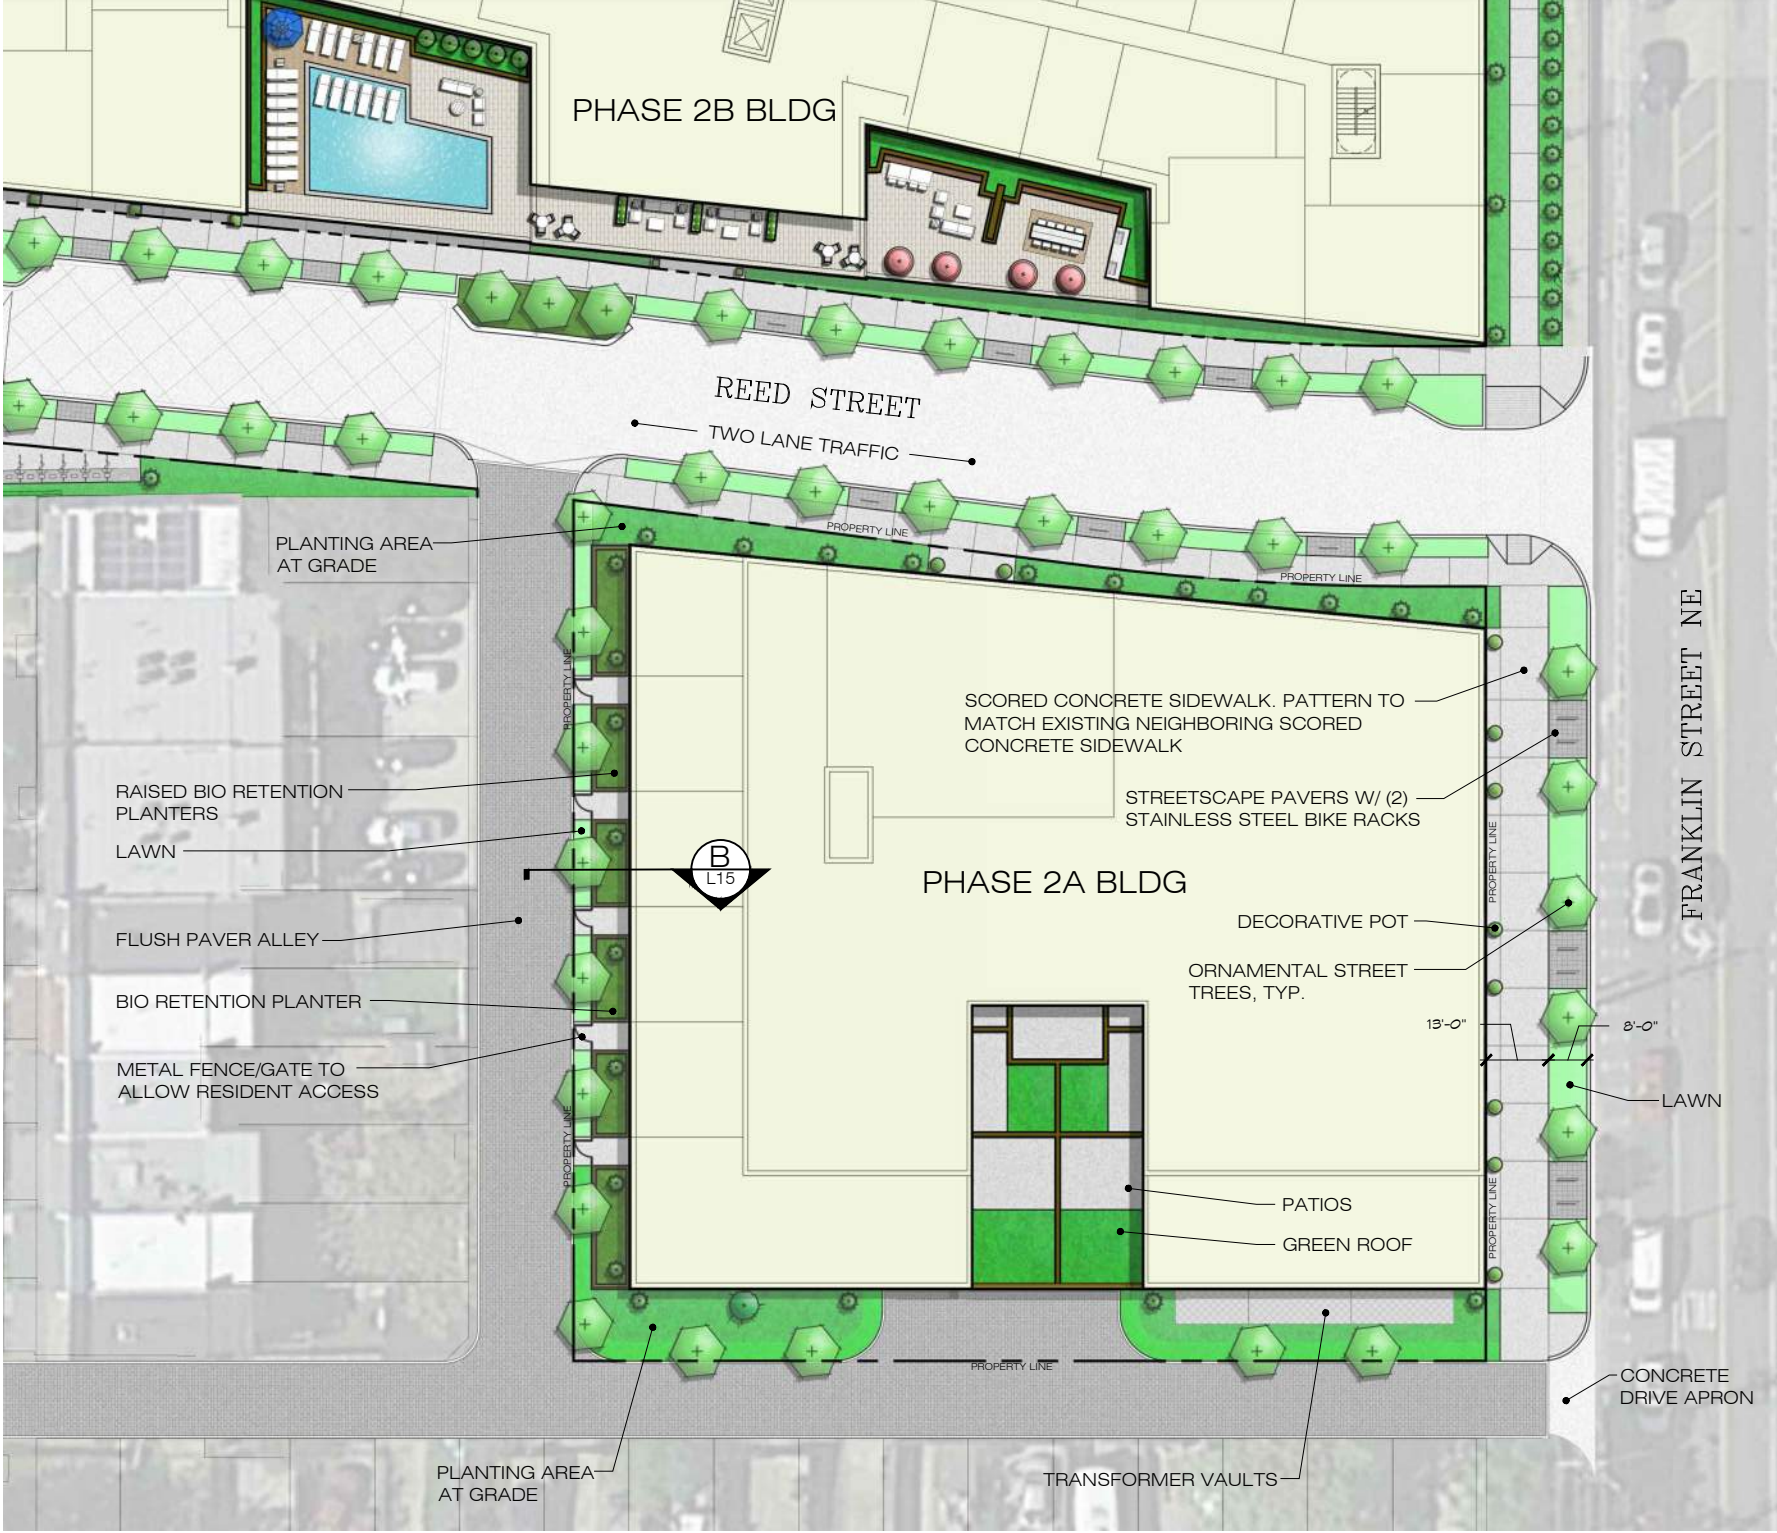 PHASE 2B BLDG
REED STREET
TWO LANE TRAFFIC
PROPERTY LINE
PLANTING AREA
AT GRADE
PROPERTY LINE
FRANKLIN STREET NE
PROPERTY LINE
SCORED CONCRETE SIDEWALK. PATTERN TO
MATCH EXISTING NEIGHBORING SCORED
CONCRETE SIDEWALK
RAISED BIO RETENTION
PLANTERS
STREETSCAPE PAVERS W/ (2)
STAINLESS STEEL BIKE RACKS
LAWN
B
L15
PHASE 2A BLDG
PROPERTY LINE
DECORATIVE POT
FLUSH PAVER ALLEY
ORNAMENTAL STREET
TREES, TYP.
BIO RETENTION PLANTER
13'-0"
8'-0"
METAL FENCE/GATE TO
ALLOW RESIDENT ACCESS
LAWN
PROPERTY LINE
PATIOS
PROPERTY LINE
GREEN ROOF
PROPERTY LINE
CONCRETE
DRIVE APRON
PLANTING AREA
AT GRADE
TRANSFORMER VAULTS